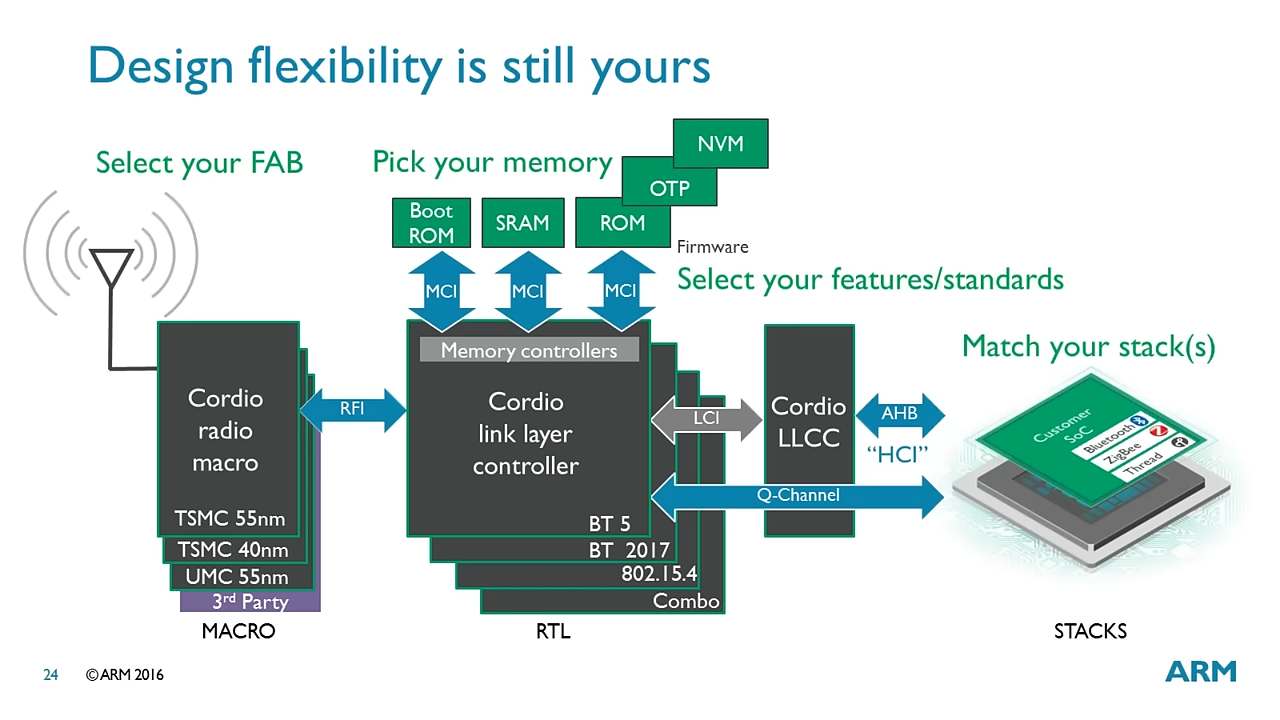 Design flexibility is still yours
Select your FAB
Pick your memory
NVM
OTP
Boot
ROM
SRAM
ROM
Firmware
MCI
MCI
MCI
Select your features/standards
Match your stack(s)
Memory controllers
Cordio
radio
macro
RFI
Cordio
link layer
controller
LCI
Cordio
LLCC
AHB
"HCI"
Customer
SoC
Bluetooth
ZigBee
Thread
Q-Channel
TSMC 55nm
TSMC 40nm
UMC 55nm
3rd Party
BT 5
BT 2017
802.15.4
Combo
MACRO
RTL
STACKS
24
© ARM 2016
ARM